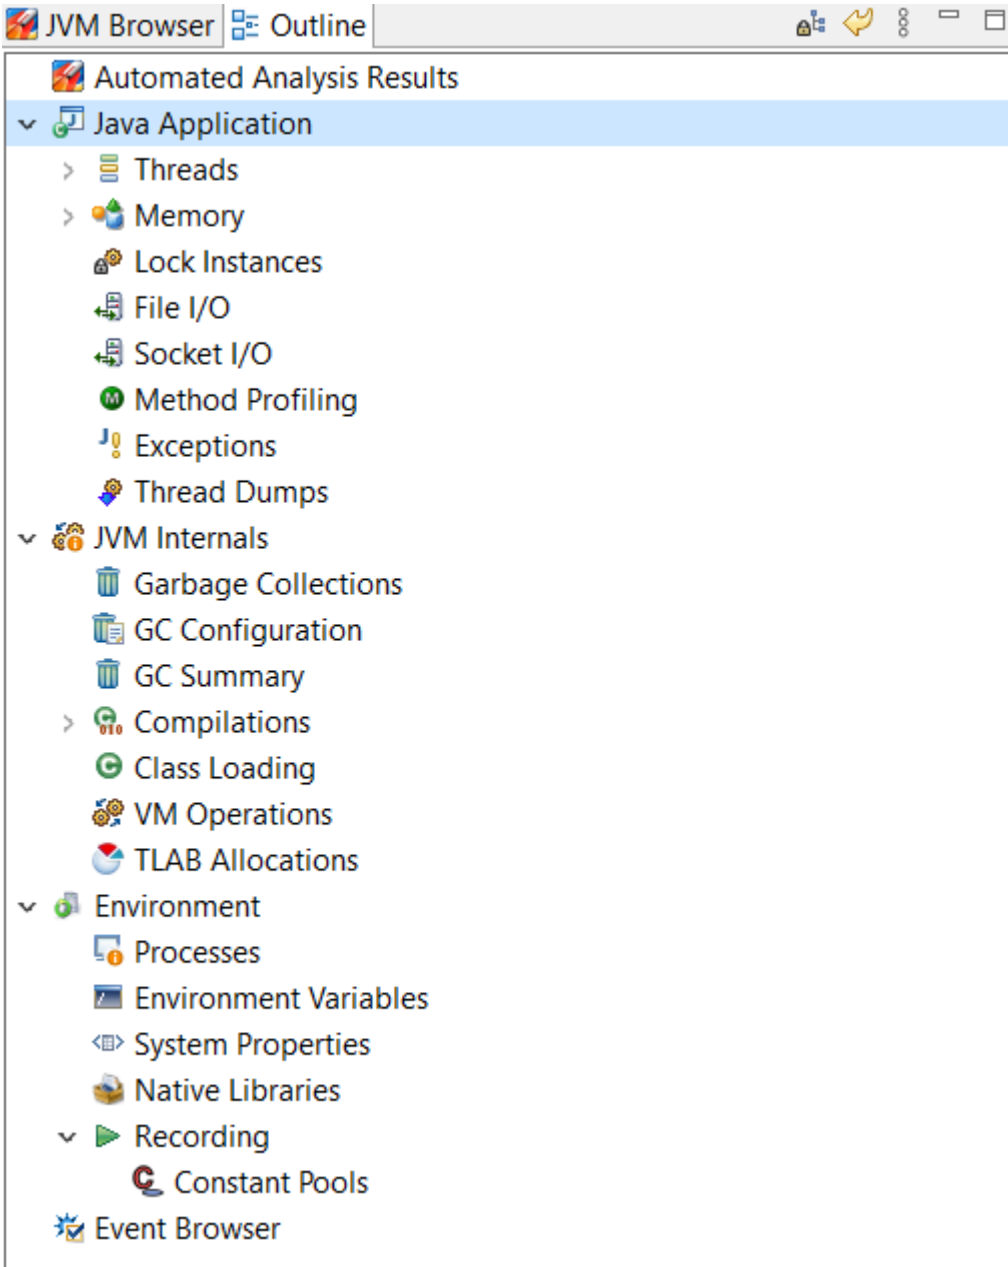 JVM Browser Outline
Automated Analysis Results
Java Application
Threads
Memory
Lock Instances
File I/O
Socket I/O
Method Profiling
Exceptions
Thread Dumps
JVM Internals
Garbage Collections
GC Configuration
GC Summary
Compilations
Class Loading
VM Operations
TLAB Allocations
Environment
Processes
Environment Variables
System Properties
Native Libraries
Recording
Constant Pools
Event Browser